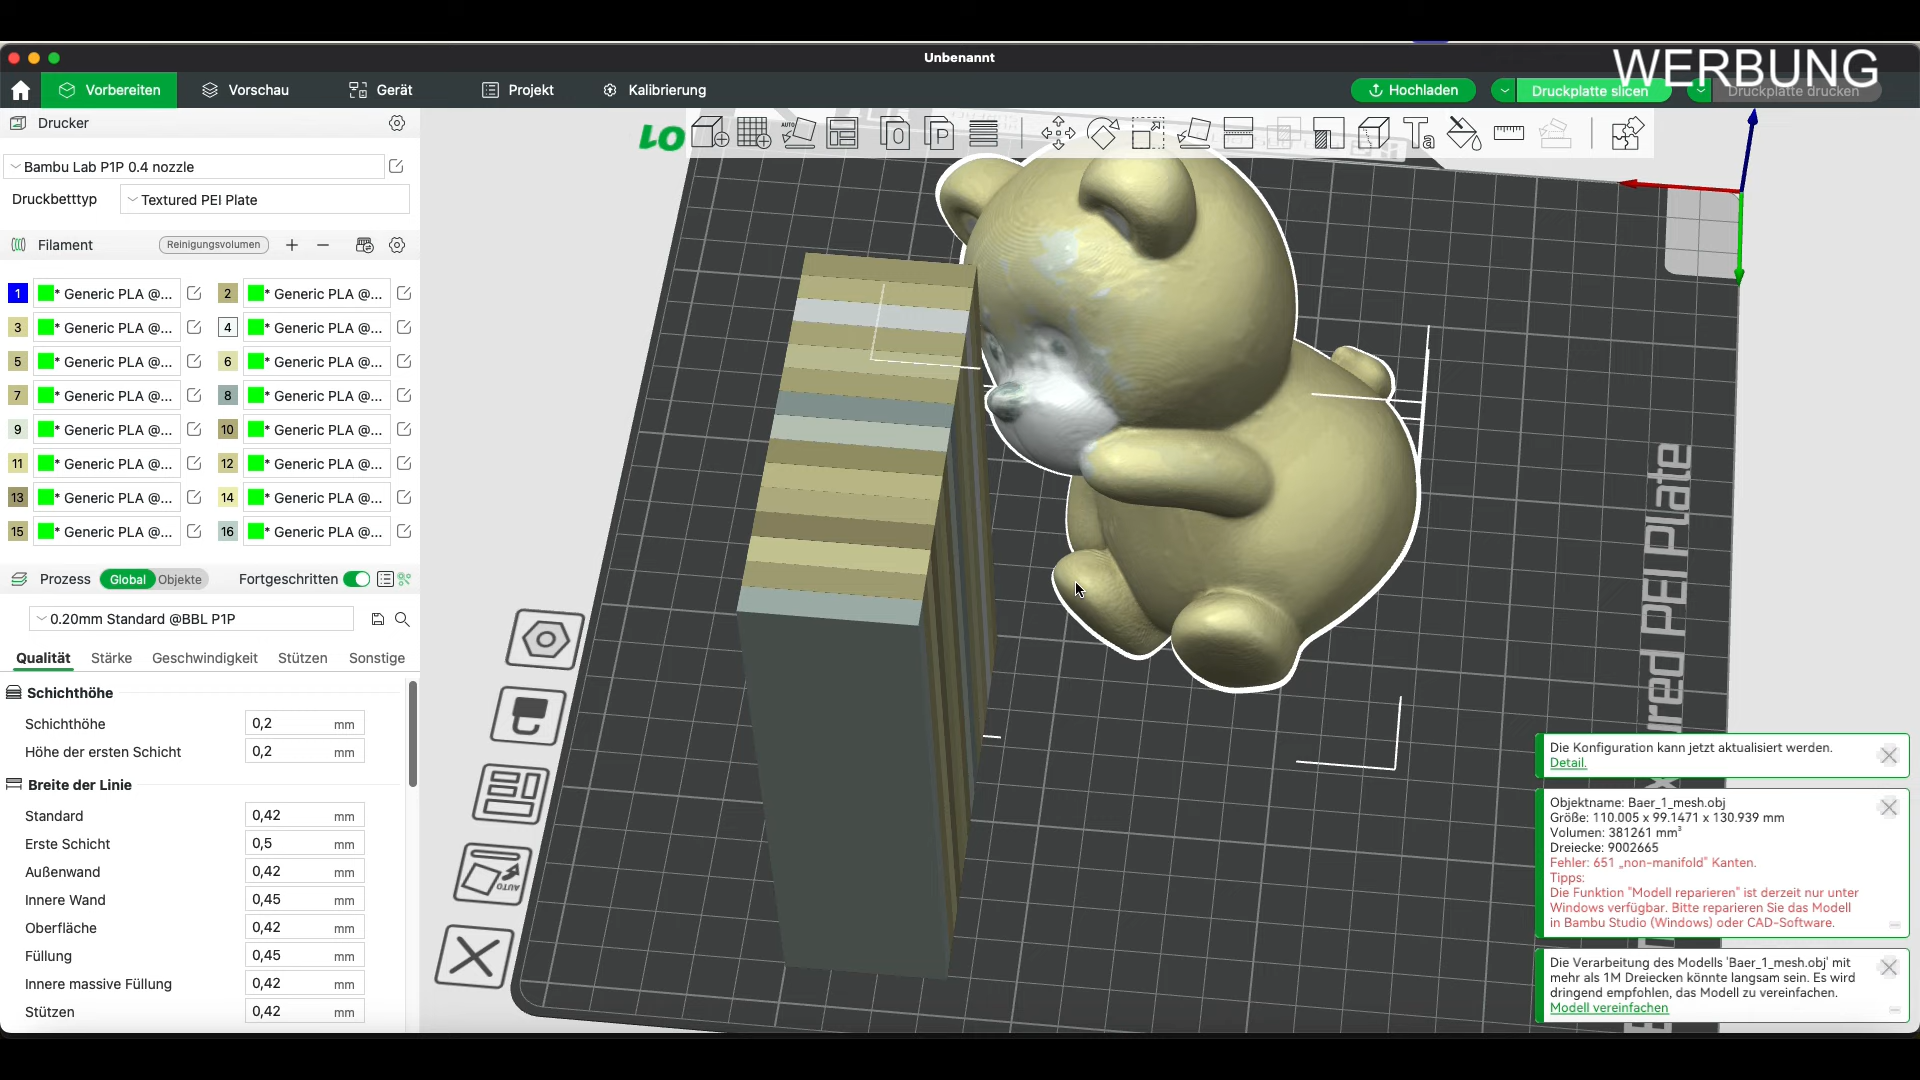 Unbenannt
WERBUNG
Vorbereiten
Vorschau
Gerät
Projekt
Kalibrierung
Hochladen
Druckplatte slicen
Druckplatte drucken
Drucker
Bambu Lab P1P 0.4 nozzle
Druckbetttyp
Textured PEI Plate
Filament
Reinigungsvolumen
1 * Generic PLA @...
2 * Generic PLA @...
3 * Generic PLA @...
4 * Generic PLA @...
5 * Generic PLA @...
6 * Generic PLA @...
7 * Generic PLA @...
8 * Generic PLA @...
9 * Generic PLA @...
10 * Generic PLA @...
11 * Generic PLA @...
12 * Generic PLA @...
13 * Generic PLA @...
14 * Generic PLA @...
15 * Generic PLA @...
16 * Generic PLA @...
Prozess
Global
Objekte
Fortgeschritten
0.20mm Standard @BBL P1P
Qualität
Stärke
Geschwindigkeit
Stützen
Sonstige
Schichthöhe
Schichthöhe 0,2 mm
Höhe der ersten Schicht 0,2 mm
Breite der Linie
Standard 0,42 mm
Erste Schicht 0,5 mm
Außenwand 0,42 mm
Innere Wand 0,45 mm
Oberfläche 0,42 mm
Füllung 0,45 mm
Innere massive Füllung 0,42 mm
Stützen 0,42 mm
LO
AUTO
0
P
Ta
AUTO
PEI Plate
Die Konfiguration kann jetzt aktualisiert werden.
Detail.
Objektname: Baer_1_mesh.obj
Größe: 110.005 x 99.1471 x 130.939 mm
Volumen: 381261 mm³
Dreiecke: 9002665
Fehler: 651 „non-manifold" Kanten.
Tipps:
Die Funktion "Modell reparieren" ist derzeit nur unter
Windows verfügbar. Bitte reparieren Sie das Modell
in Bambu Studio (Windows) oder CAD-Software.
Die Verarbeitung des Modells 'Baer_1_mesh.obj' mit
mehr als 1M Dreiecken könnte langsam sein. Es wird
dringend empfohlen, das Modell zu vereinfachen.
Modell vereinfachen